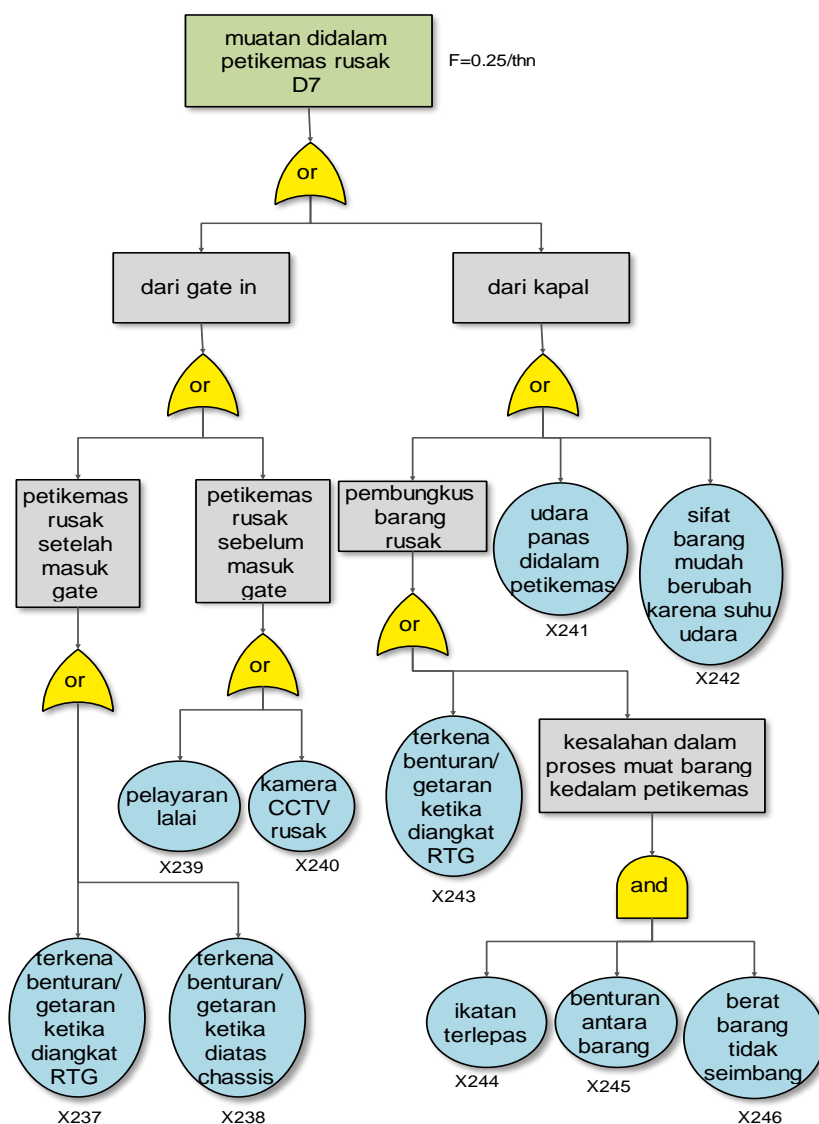 muatan didalam
petikemas rusak
D7
F=0.25/thn
or
dari gate in
dari kapal
or
or
petikemas
rusak
setelah
masuk
gate
petikemas
rusak
sebelum
masuk
gate
pembungkus
barang
rusak
udara
panas
didalam
petikemas
X241
sifat
barang
mudah
berubah
karena suhu
udara
X242
or
or
or
pelayaran
lalai
X239
kamera
CCTV
rusak
X240
terkena
benturan/
getaran
ketika
diangkat
RTG
X243
kesalahan dalam
proses muat barang
kedalam petikemas
and
terkena
benturan/
getaran
ketika
diangkat
RTG
X237
terkena
benturan/
getaran
ketika
diatas
chassis
X238
ikatan
terlepas
X244
benturan
antara
barang
X245
berat
barang
tidak
seimbang
X246